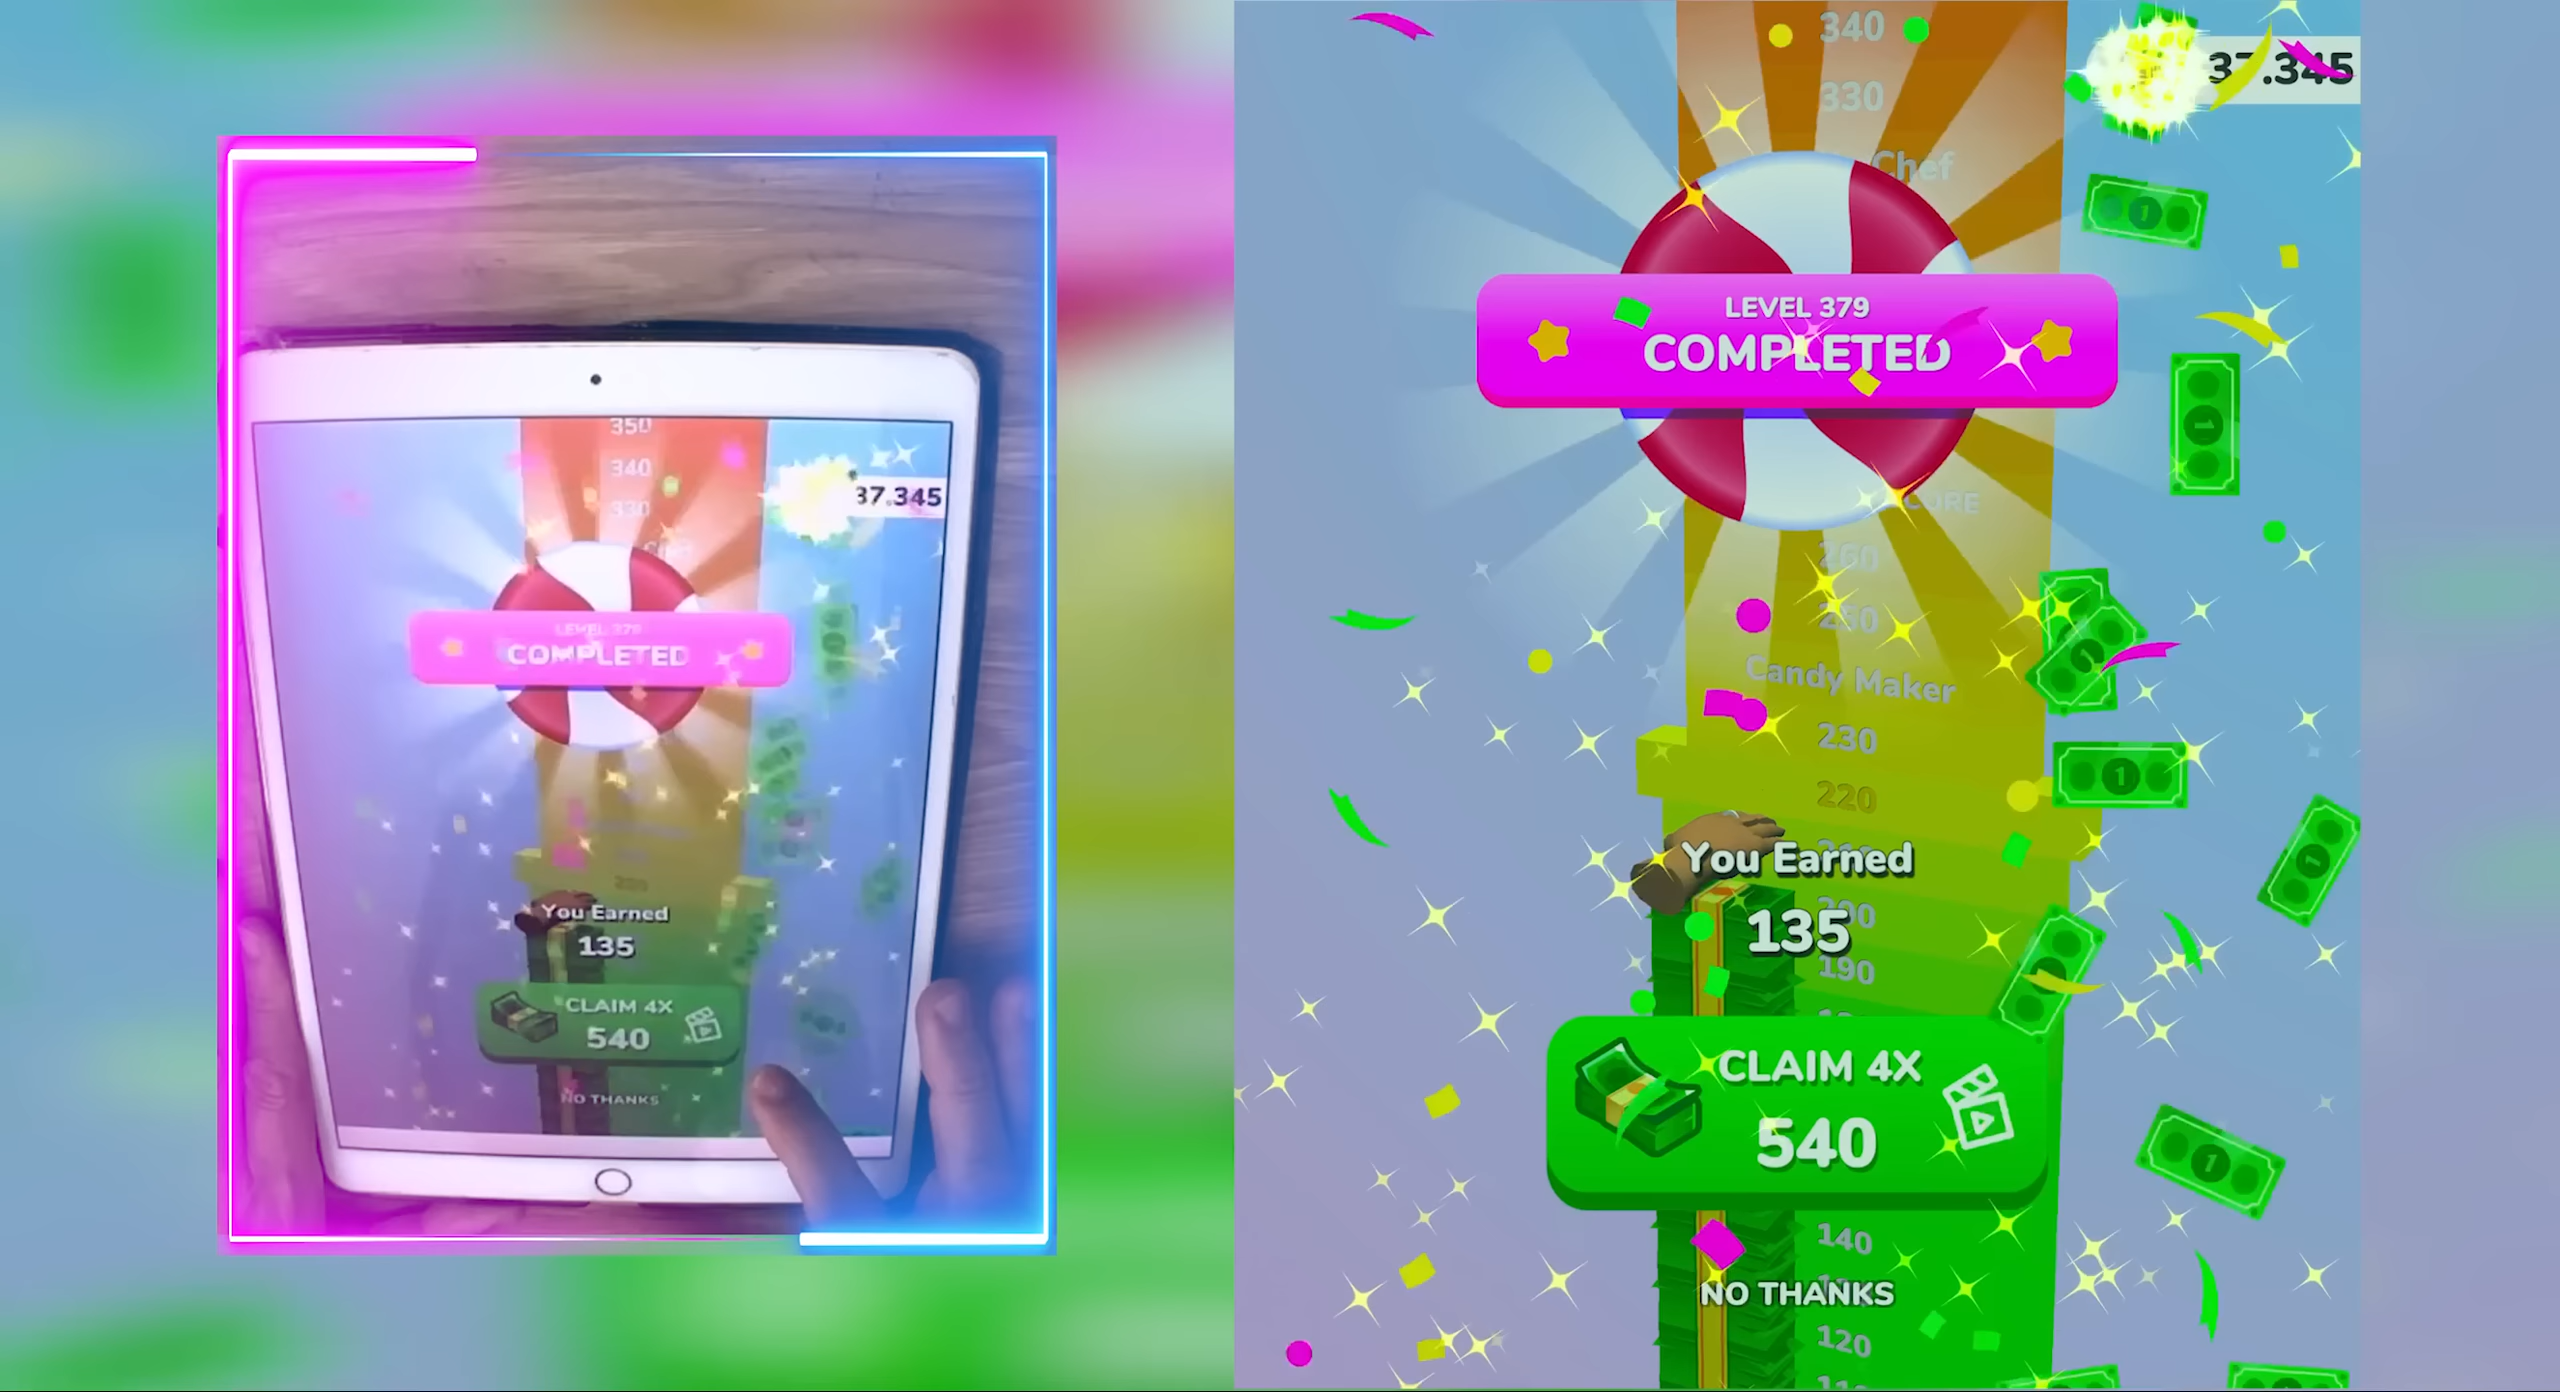 350
340
330
37.345
LEVEL 379
COMPLETED
220
You Earned
135
CLAIM 4X
540
NO THANKS
340
330
37.345
Chef
LEVEL 379
COMPLETED
260
250
Candy Maker
230
220
You Earned
200
135
190
CLAIM 4X
540
140
NO THANKS
120